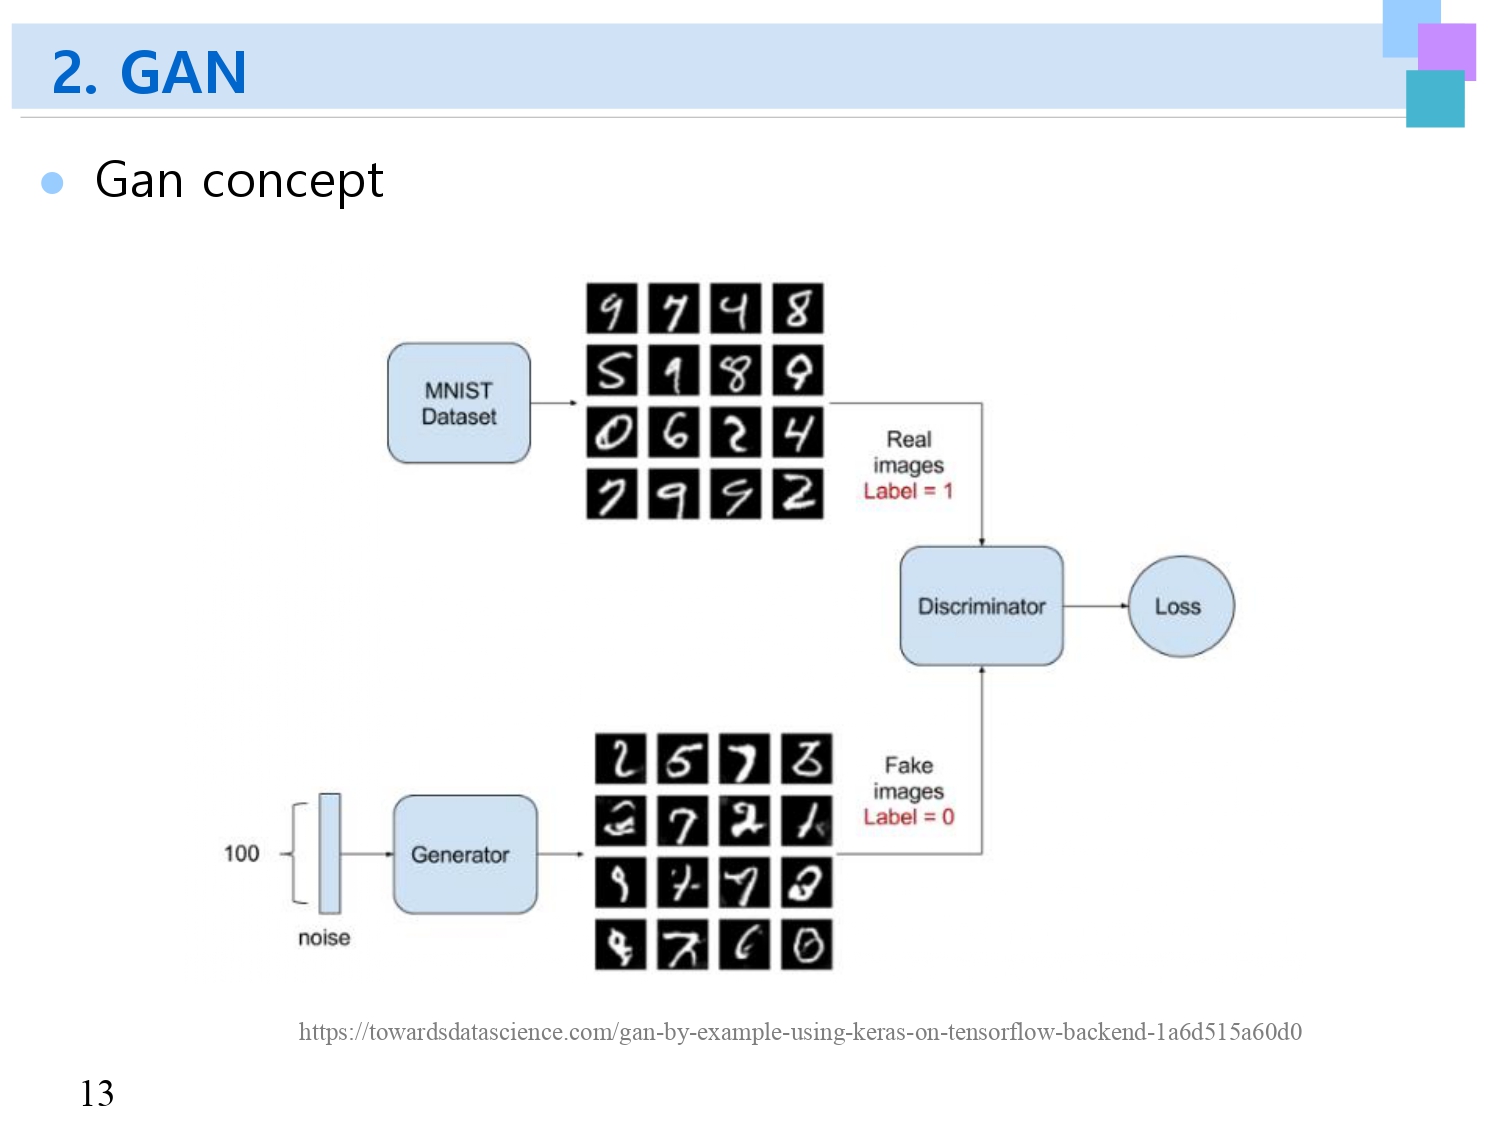 2. GAN
Gan concept
9 7 4 8
5 9 8 9
0 6 2 4
7 9 9 2
MNIST
Dataset
Real
images
Label = 1
Discriminator
Loss
Fake
images
Label = 0
100
noise
Generator
https://towardsdatascience.com/gan-by-example-using-keras-on-tensorflow-backend-1a6d515a60d0
13